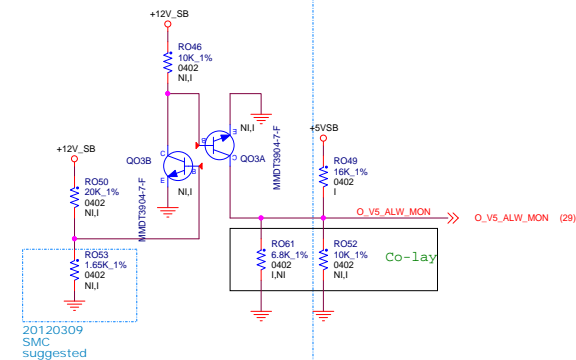 +12V_SB
RO46
10K_1%
0402
NI,I
NI,I
E
B
C
QO3A
MMDT3904-7-F
+5VSB
+12V_SB
QO3B
C
B
E
NI,I
MMDT3904-7-F
RO50
20K_1%
0402
NI,I
RO49
16K_1%
0402
I
O_V5_ALW_MON
O_V5_ALW_MON (29)
RO53
1.65K_1%
0402
NI,I
RO61
6.8K_1%
0402
I,NI
RO52
10K_1%
0402
NI,I
Co-lay
20120309
SMC
suggested